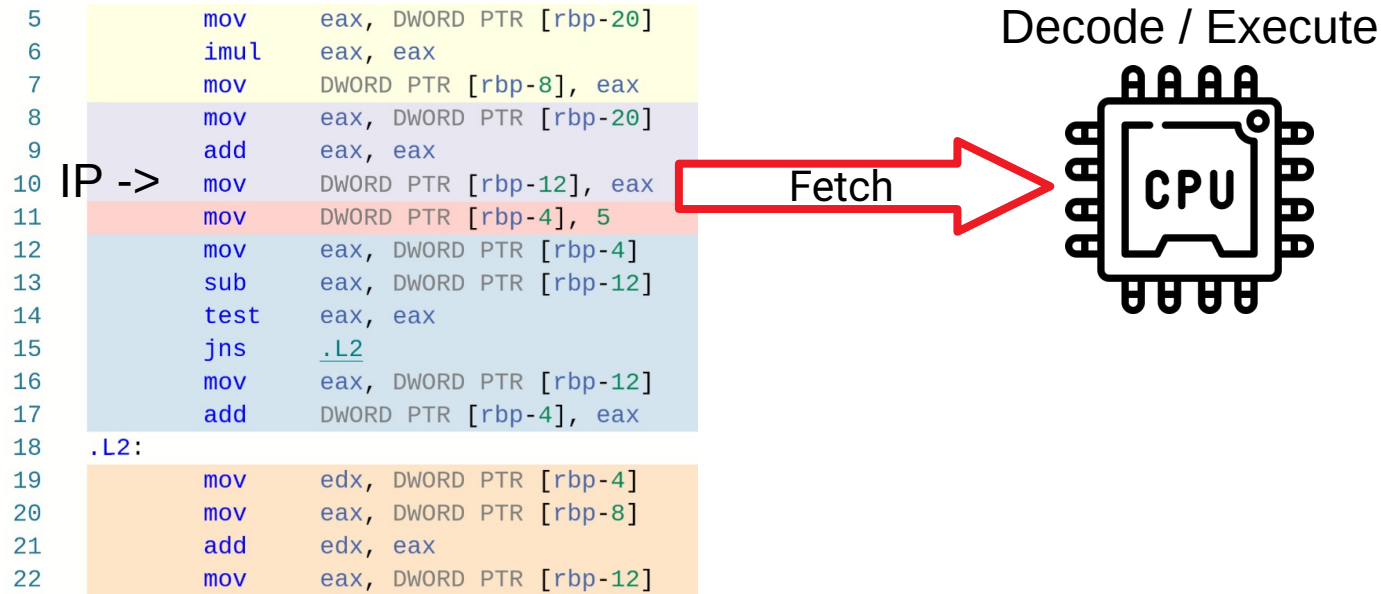 5 mov eax, DWORD PTR [rbp-20]
6 imul eax, eax
7 mov DWORD PTR [rbp-8], eax
8 mov eax, DWORD PTR [rbp-20]
9 add eax, eax
10 IP -> mov DWORD PTR [rbp-12], eax
11 mov DWORD PTR [rbp-4], 5
12 mov eax, DWORD PTR [rbp-4]
13 sub eax, DWORD PTR [rbp-12]
14 test eax, eax
15 jns .L2
16 mov eax, DWORD PTR [rbp-12]
17 add DWORD PTR [rbp-4], eax
18 .L2:
19 mov edx, DWORD PTR [rbp-4]
20 mov eax, DWORD PTR [rbp-8]
21 add edx, eax
22 mov eax, DWORD PTR [rbp-12]
Fetch
Decode / Execute
CPU